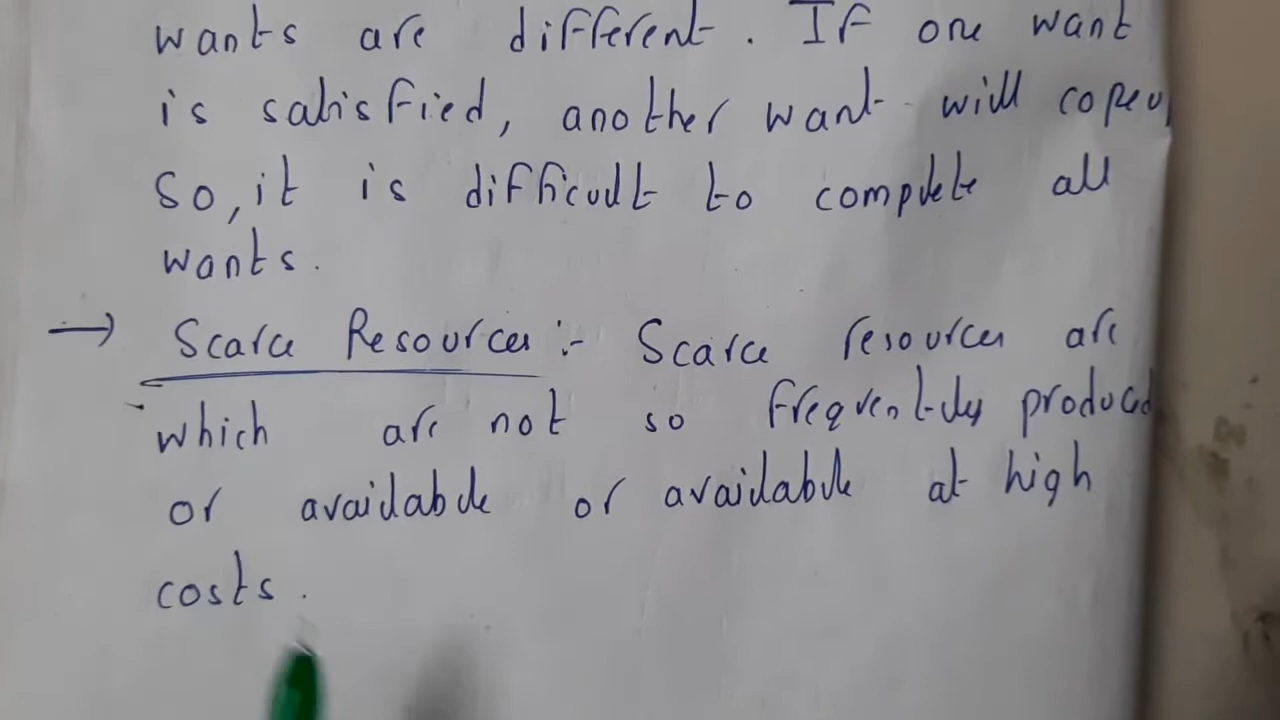 wants are different. If one want
is satisfied, another want will copeu
So, it is difficult to complete all
wants.
→ Scarce Resources :- Scarce resources are
which are not so frequently produced
or available or available at high
costs.